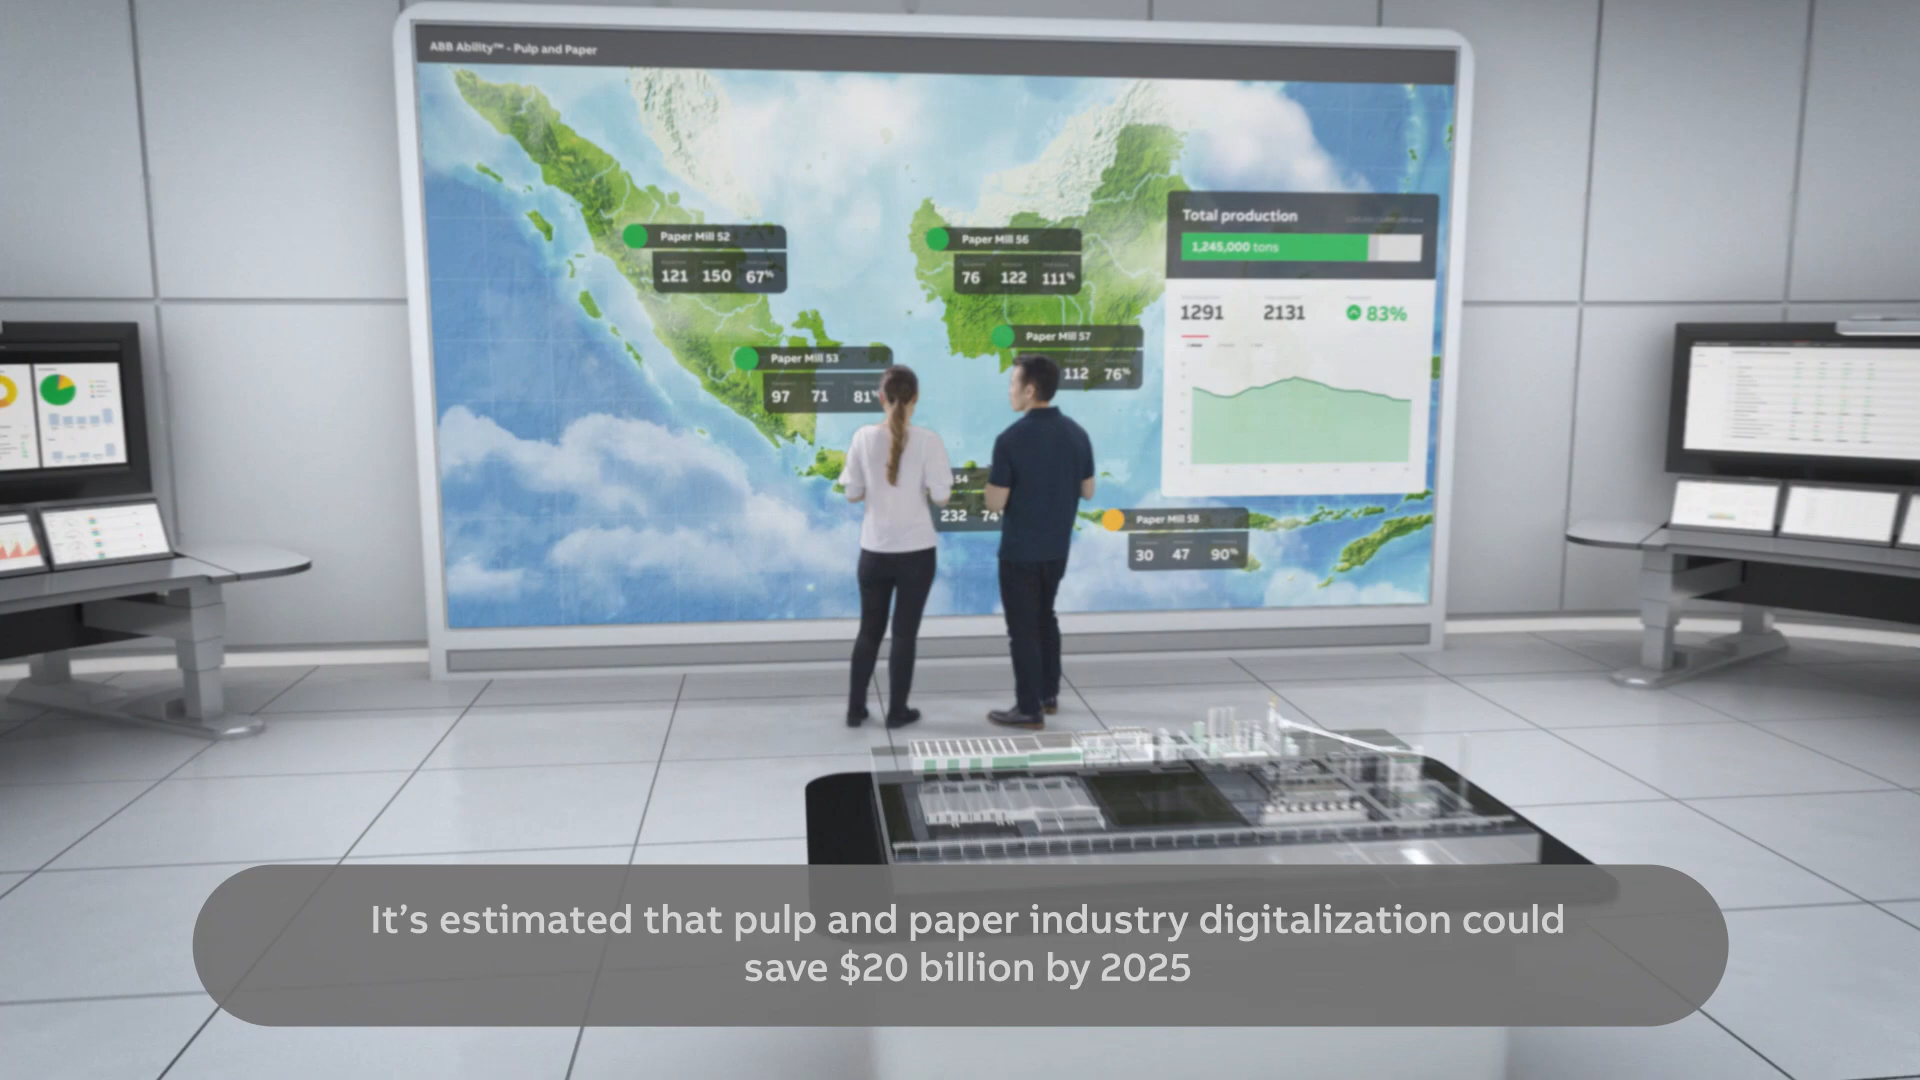 ABB Ability™ - Pulp and Paper
Paper Mill 52
121 150 67%
Paper Mill 56
76 122 111%
Total production
1,245,000 tons
1291 2131 83%
Paper Mill 57
112 76%
Paper Mill 53
97 71 81%
54
232 74
Paper Mill 58
30 47 90%
It’s estimated that pulp and paper industry digitalization could
save $20 billion by 2025